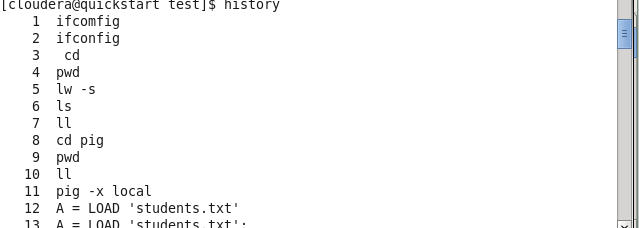 [cloudera@quickstart test]$ history
1 ifcomfig
2 ifconfig
3 cd
4 pwd
5 lw -s
6 ls
7 ll
8 cd pig
9 pwd
10 ll
11 pig -x local
12 A = LOAD 'students.txt'
13 A = LOAD 'students.txt';